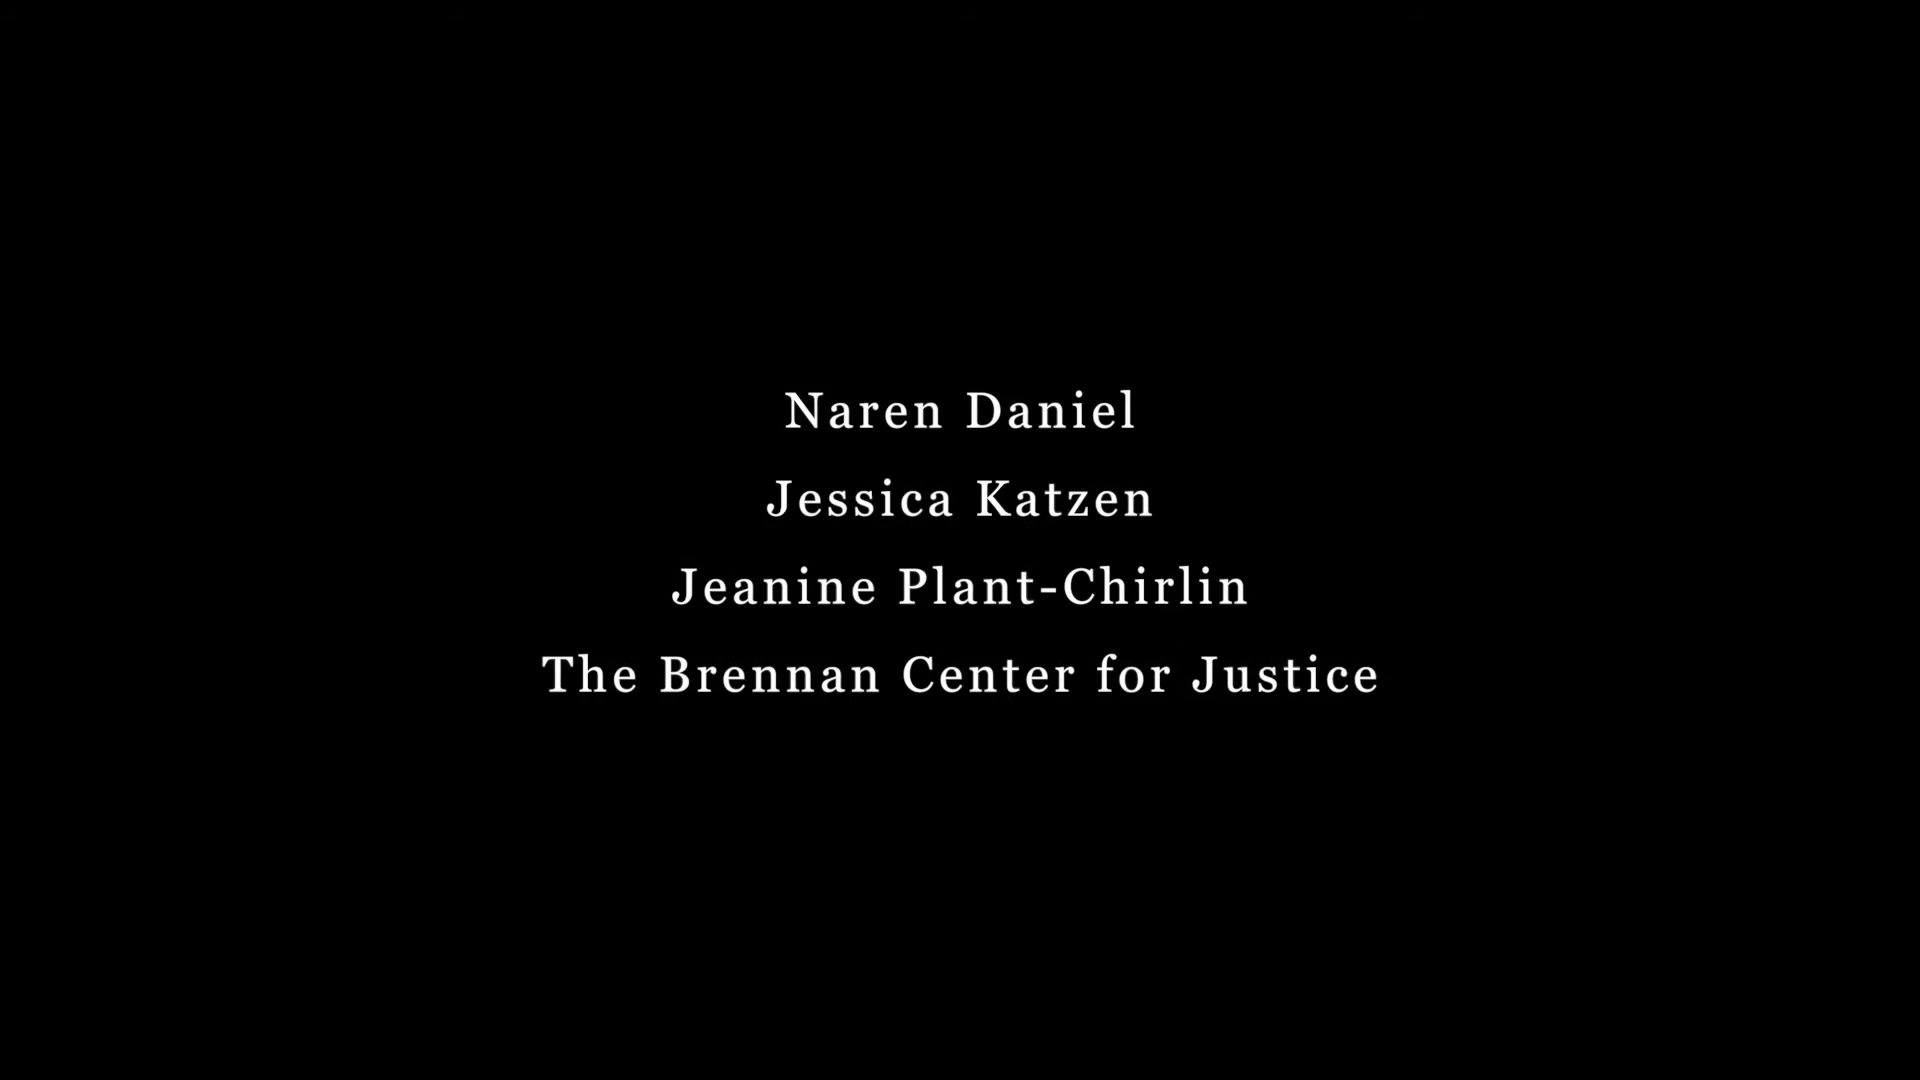 Naren Daniel
Jessica Katzen
Jeanine Plant-Chirlin
The Brennan Center for Justice